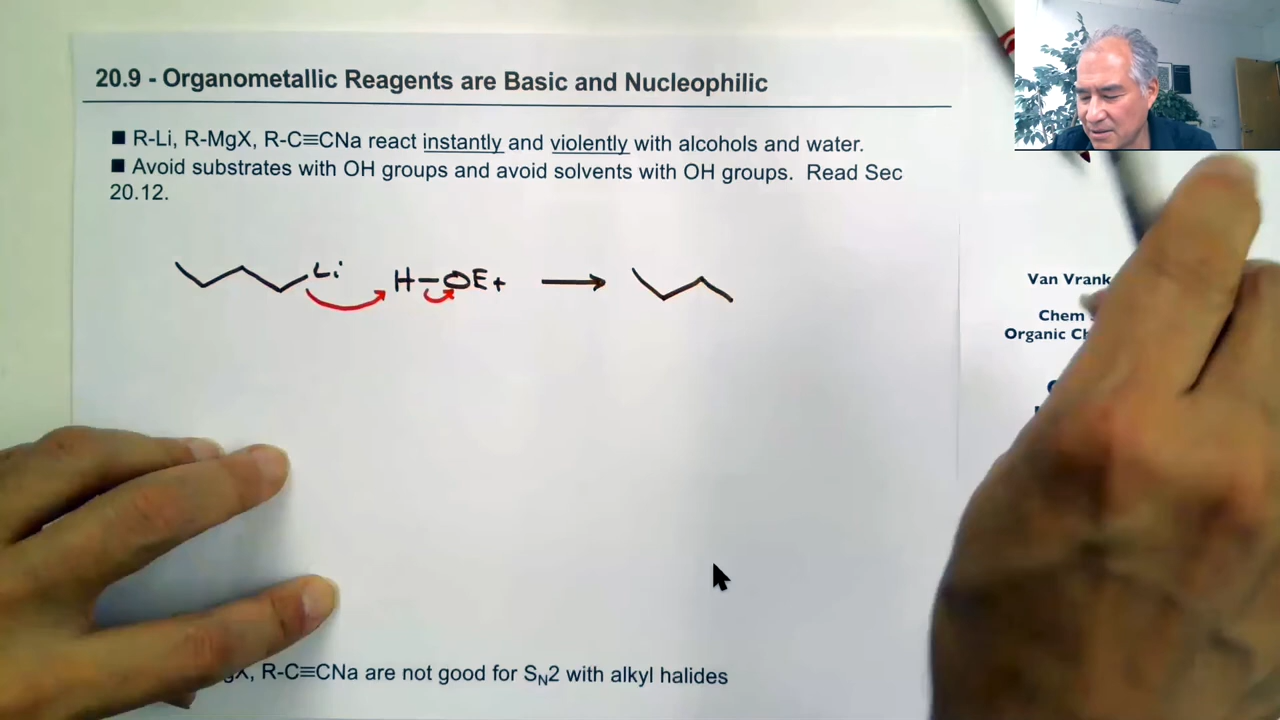 20.9 - Organometallic Reagents are Basic and Nucleophilic
■ R-Li, R-MgX, R-C≡CNa react instantly and violently with alcohols and water.
■ Avoid substrates with OH groups and avoid solvents with OH groups. Read Sec
20.12.
Li H-OEt
Van Vrank
Chem
Organic Ch
gX, R-C≡CNa are not good for SN2 with alkyl halides